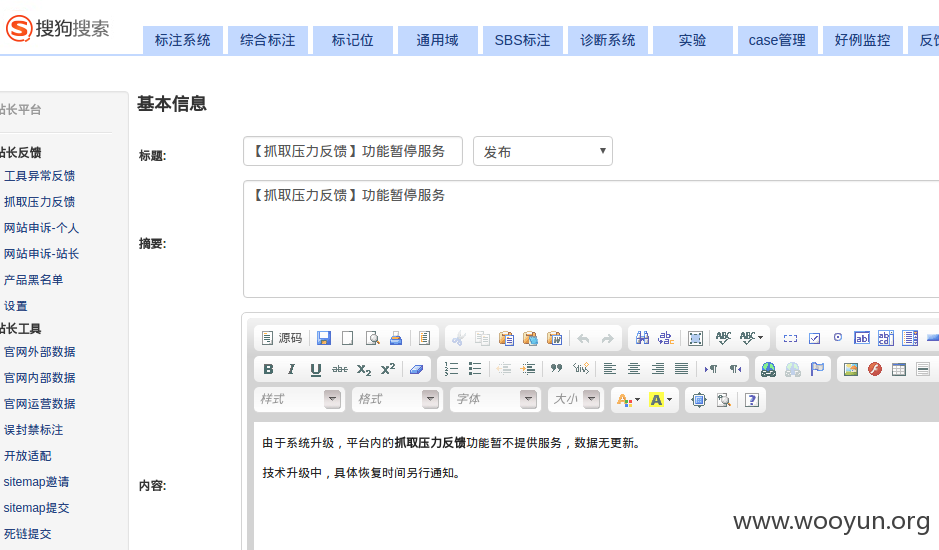 搜狗搜索
标注系统 综合标注 标记位 通用域 SBS标注 诊断系统 实验 case管理 好例监控 反馈
站长平台
站长反馈
工具异常反馈
抓取压力反馈
网站申诉-个人
网站申诉-站长
产品黑名单
设置
站长工具
官网外部数据
官网内部数据
官网运营数据
误封禁标注
开放适配
sitemap邀请
sitemap提交
死链提交
基本信息
标题: 【抓取压力反馈】功能暂停服务 发布
摘要: 【抓取压力反馈】功能暂停服务
源码
样式 格式 字体 大小
内容:
由于系统升级，平台内的抓取压力反馈功能暂不提供服务，数据无更新。
技术升级中，具体恢复时间另行通知。
www.wooyun.org